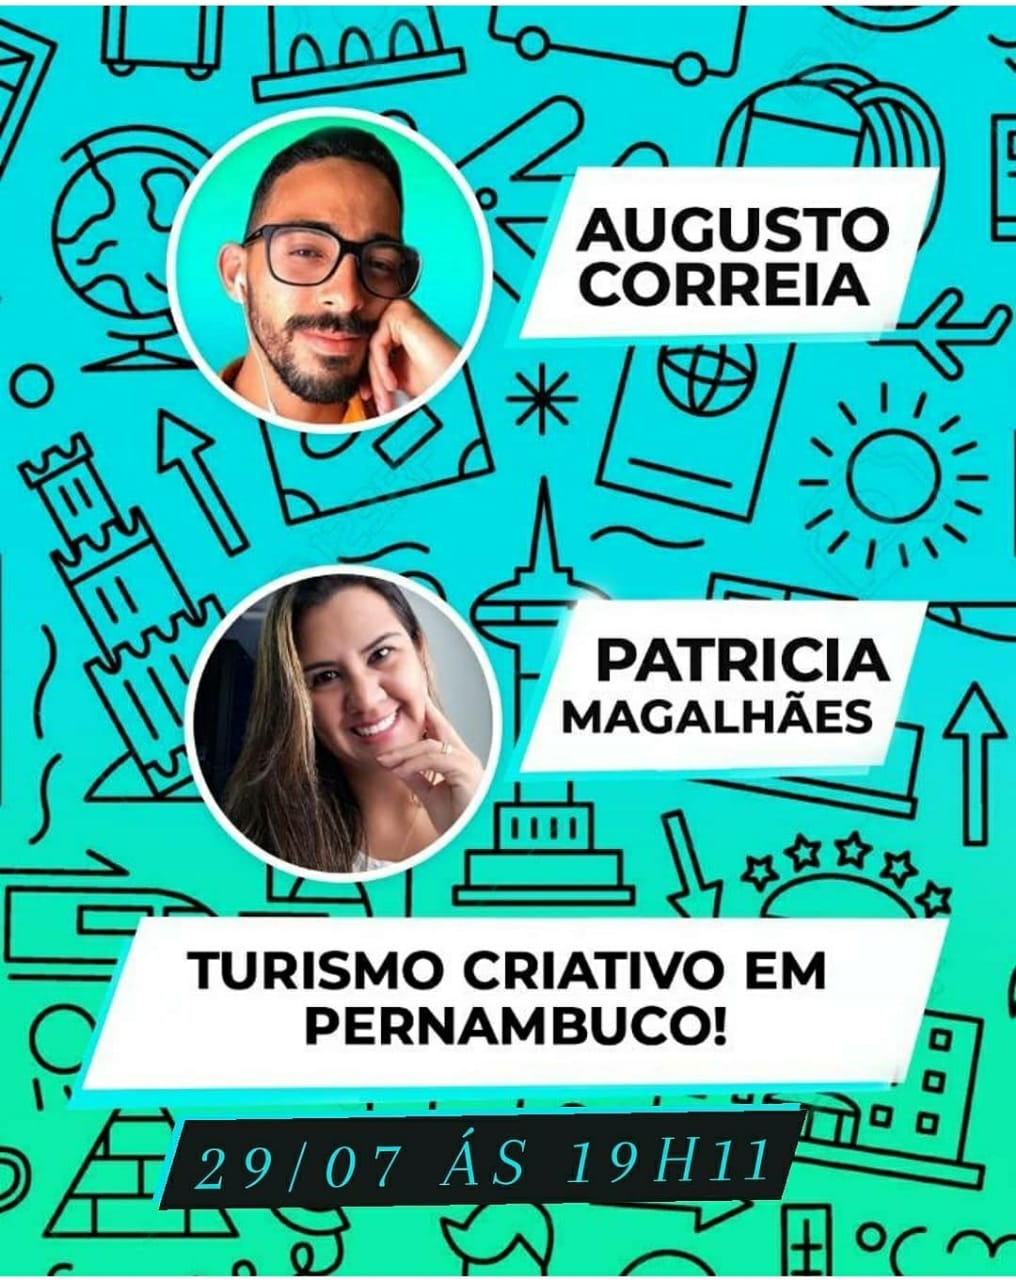 AUGUSTO
CORREIA
PATRICIA
MAGALHÃES
TURISMO CRIATIVO EM
PERNAMBUCO!
29/07 ÁS 19H11